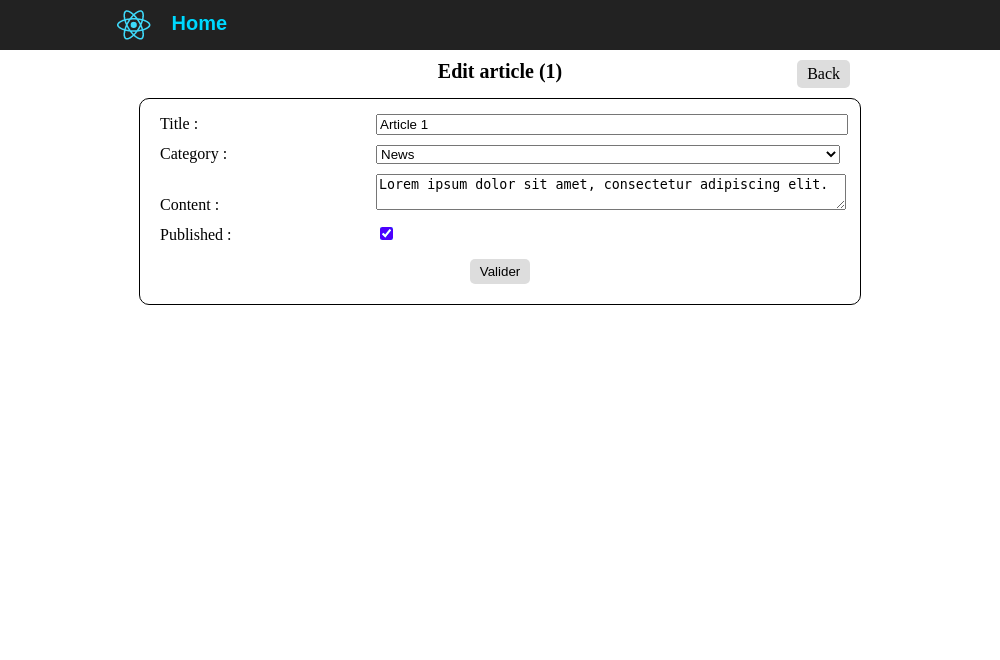 Home
Edit article (1)
Back
Title :
Article 1
Category :
News
Content :
Lorem ipsum dolor sit amet, consectetur adipiscing elit.
Published :
Valider